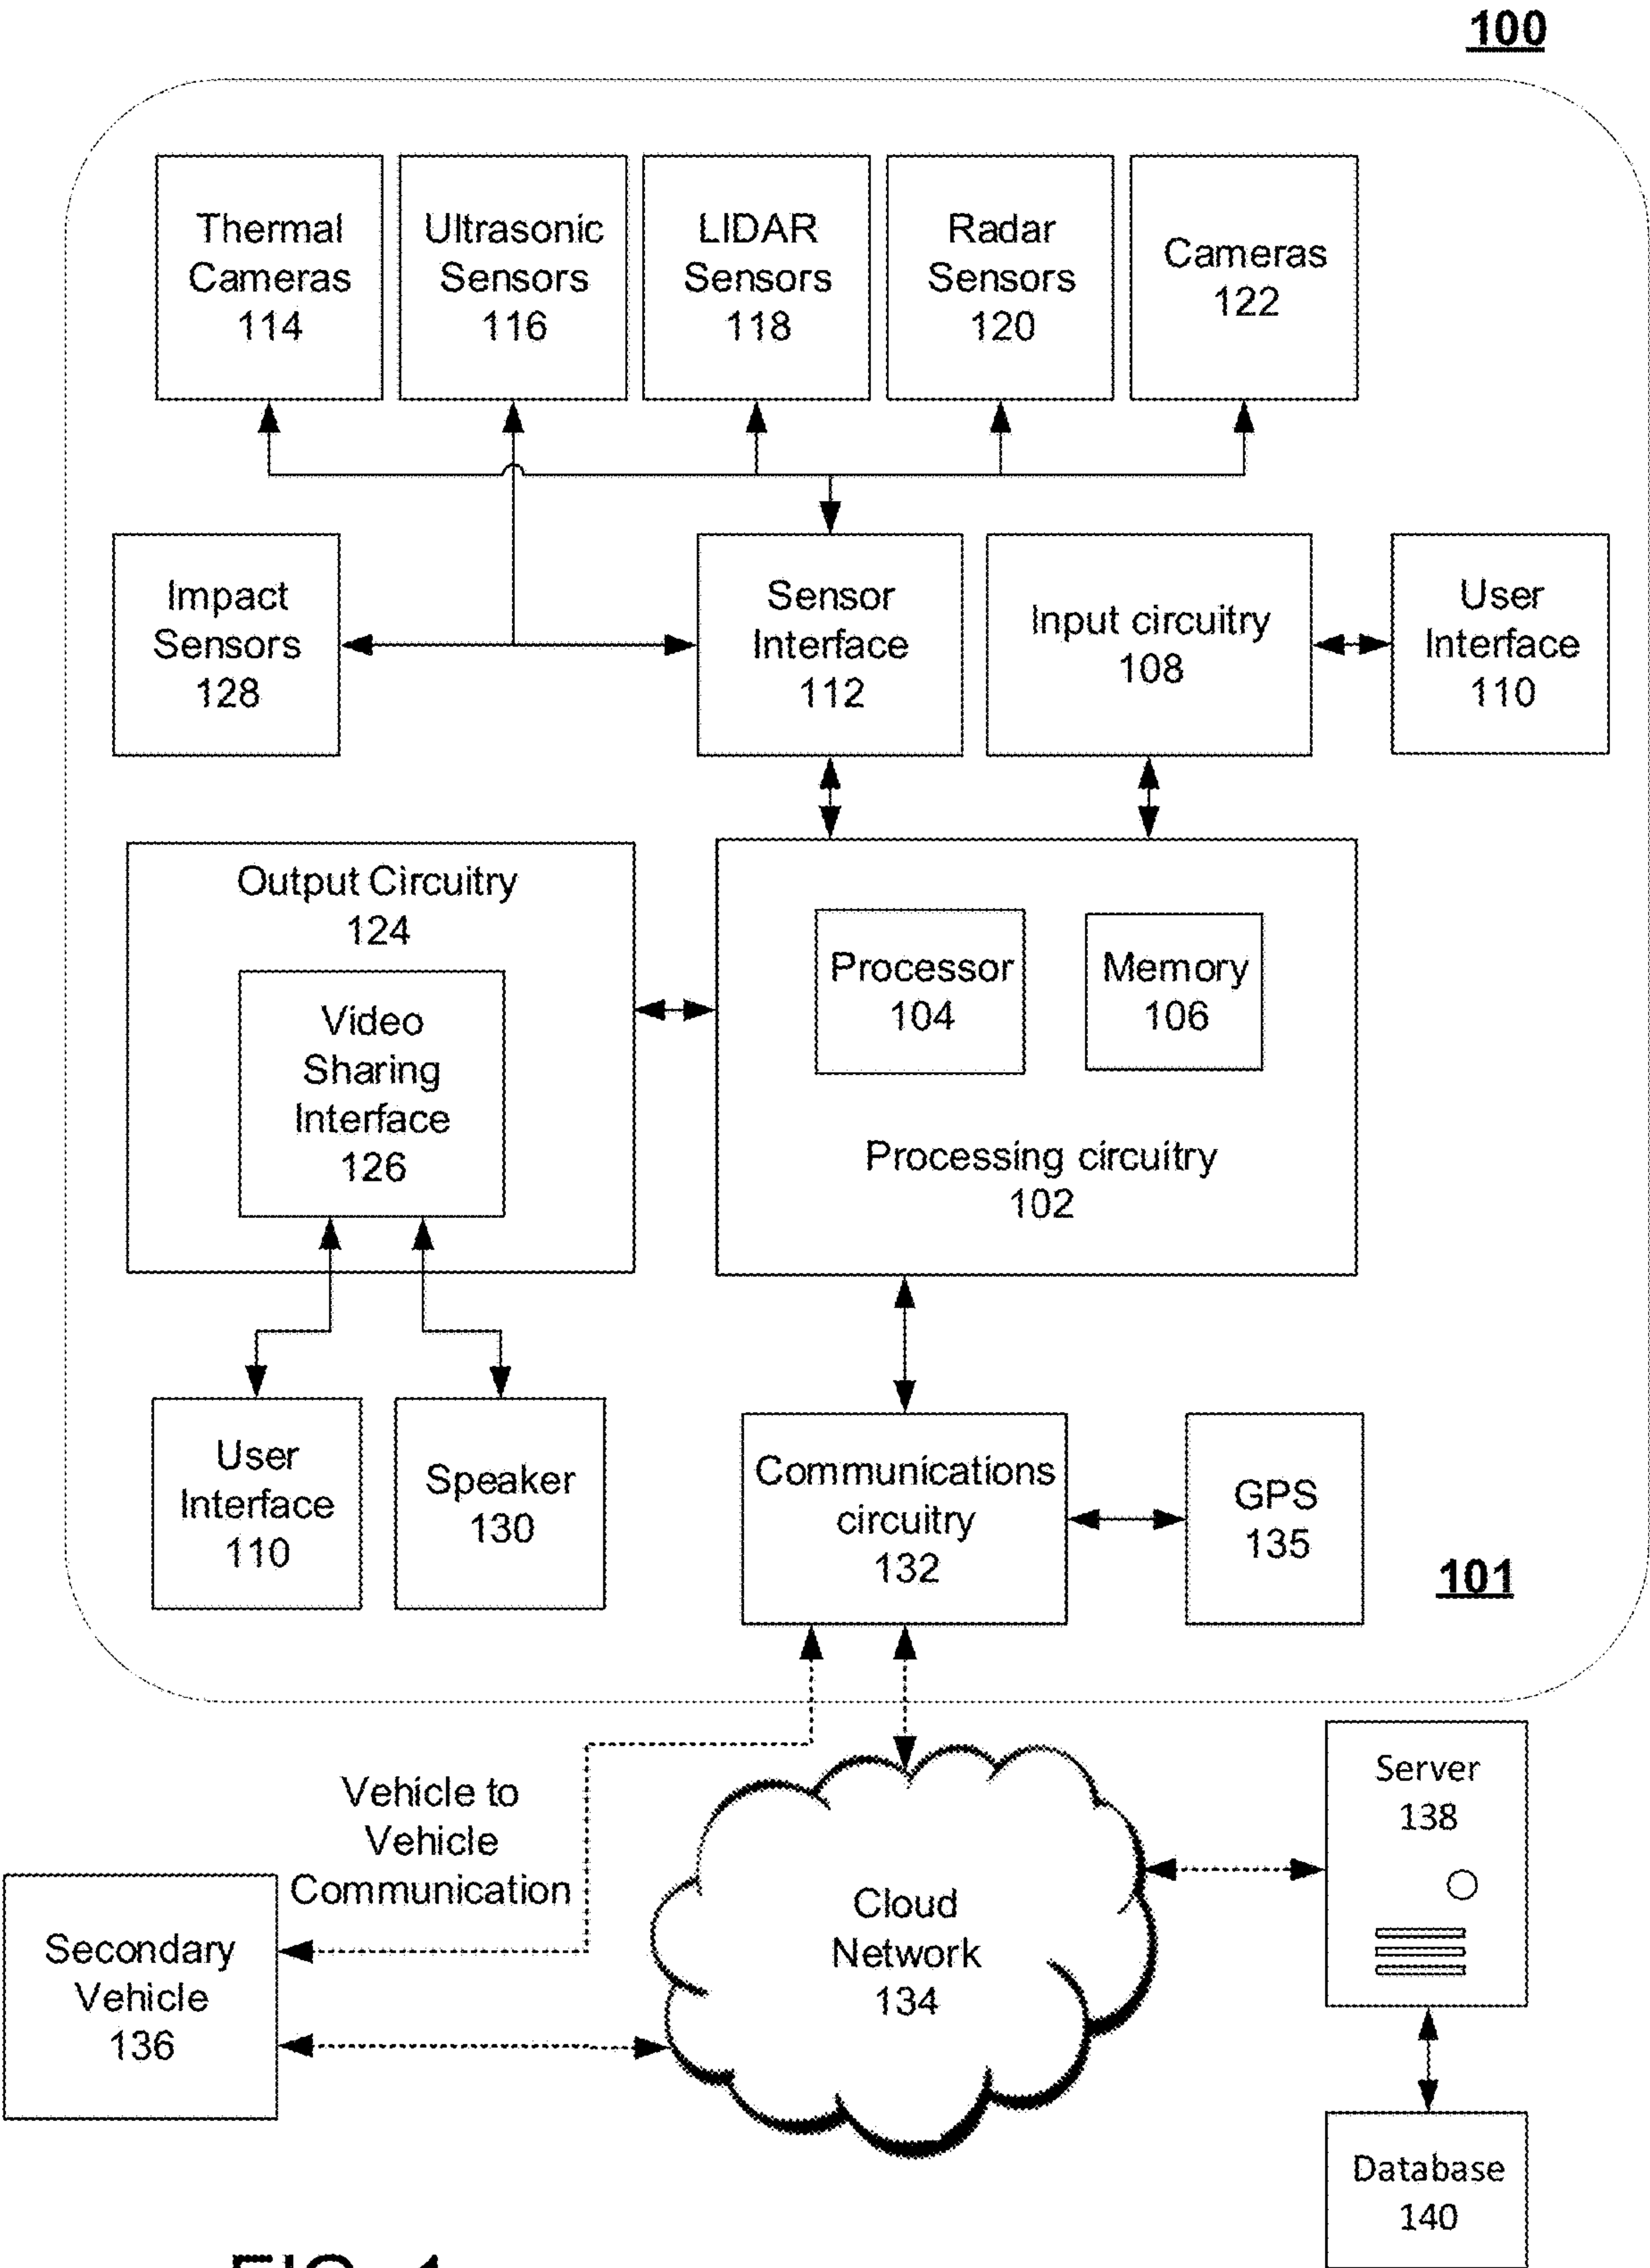 100
Thermal
Cameras
114
Ultrasonic
Sensors
116
LIDAR
Sensors
118
Radar
Sensors
120
Cameras
122
Impact
Sensors
128
Sensor
Interface
112
Input circuitry
108
User
Interface
110
Output Circuitry
124
Video
Sharing
Interface
126
Processor
104
Memory
106
Processing circuitry
102
User
Interface
110
Speaker
130
Communications
circuitry
132
GPS
135
101
Vehicle to
Vehicle
Communication
Secondary
Vehicle
136
Cloud
Network
134
Server
138
Database
140
FIG. 1